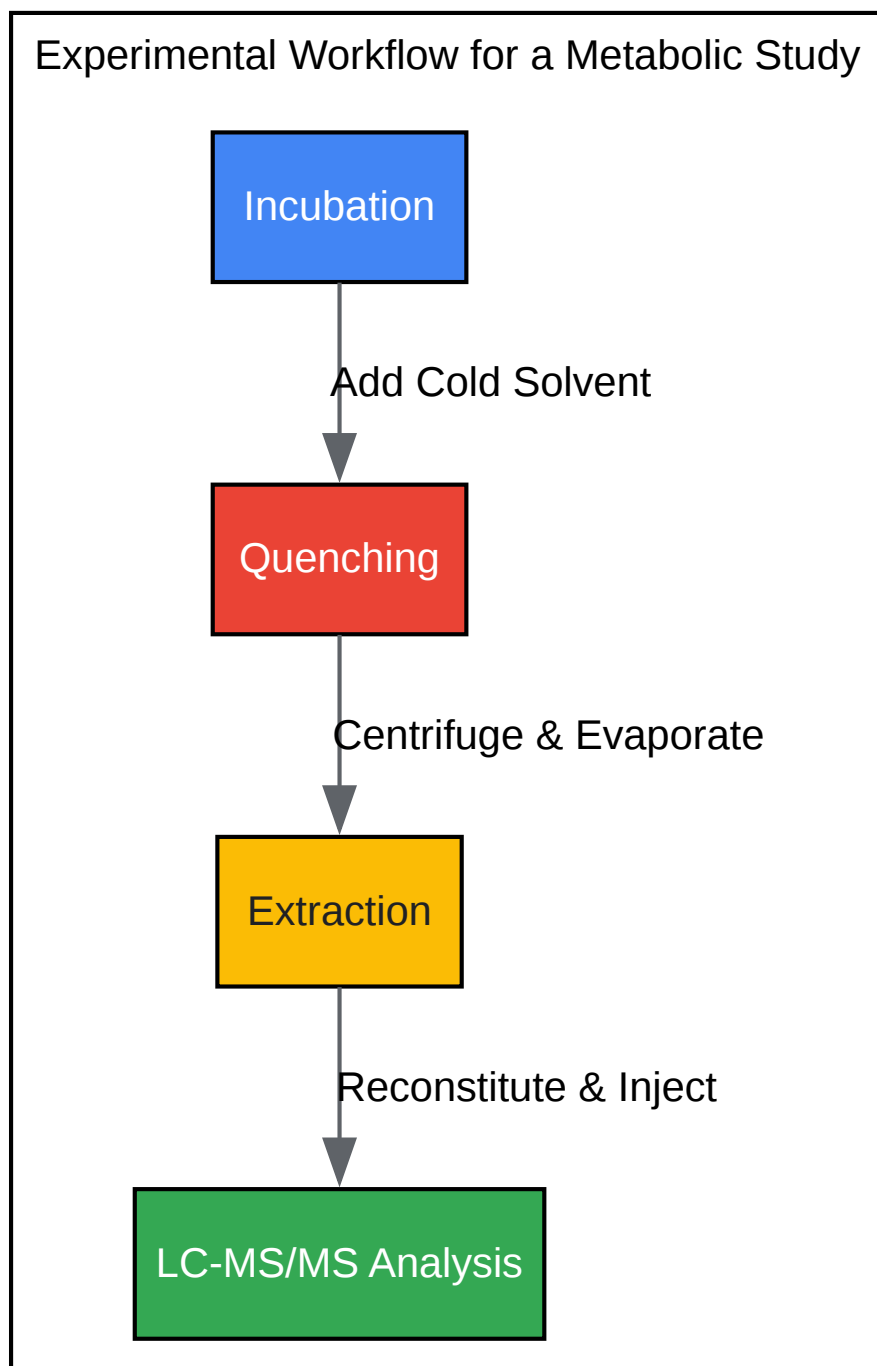 Experimental Workflow for a Metabolic Study
Incubation
Add Cold Solvent
Quenching
Centrifuge & Evaporate
Extraction
Reconstitute & Inject
LC-MS/MS Analysis